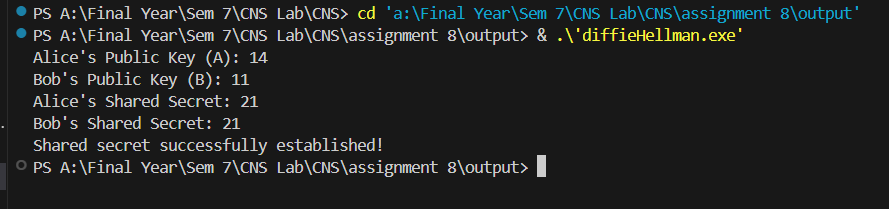 PS A:\Final Year\Sem 7\CNS Lab\CNS> cd 'a:\Final Year\Sem 7\CNS Lab\CNS\assignment 8\output'
PS A:\Final Year\Sem 7\CNS Lab\CNS\assignment 8\output> & .\'diffieHellman.exe'
Alice's Public Key (A): 14
Bob's Public Key (B): 11
Alice's Shared Secret: 21
Bob's Shared Secret: 21
Shared secret successfully established!
PS A:\Final Year\Sem 7\CNS Lab\CNS\assignment 8\output>